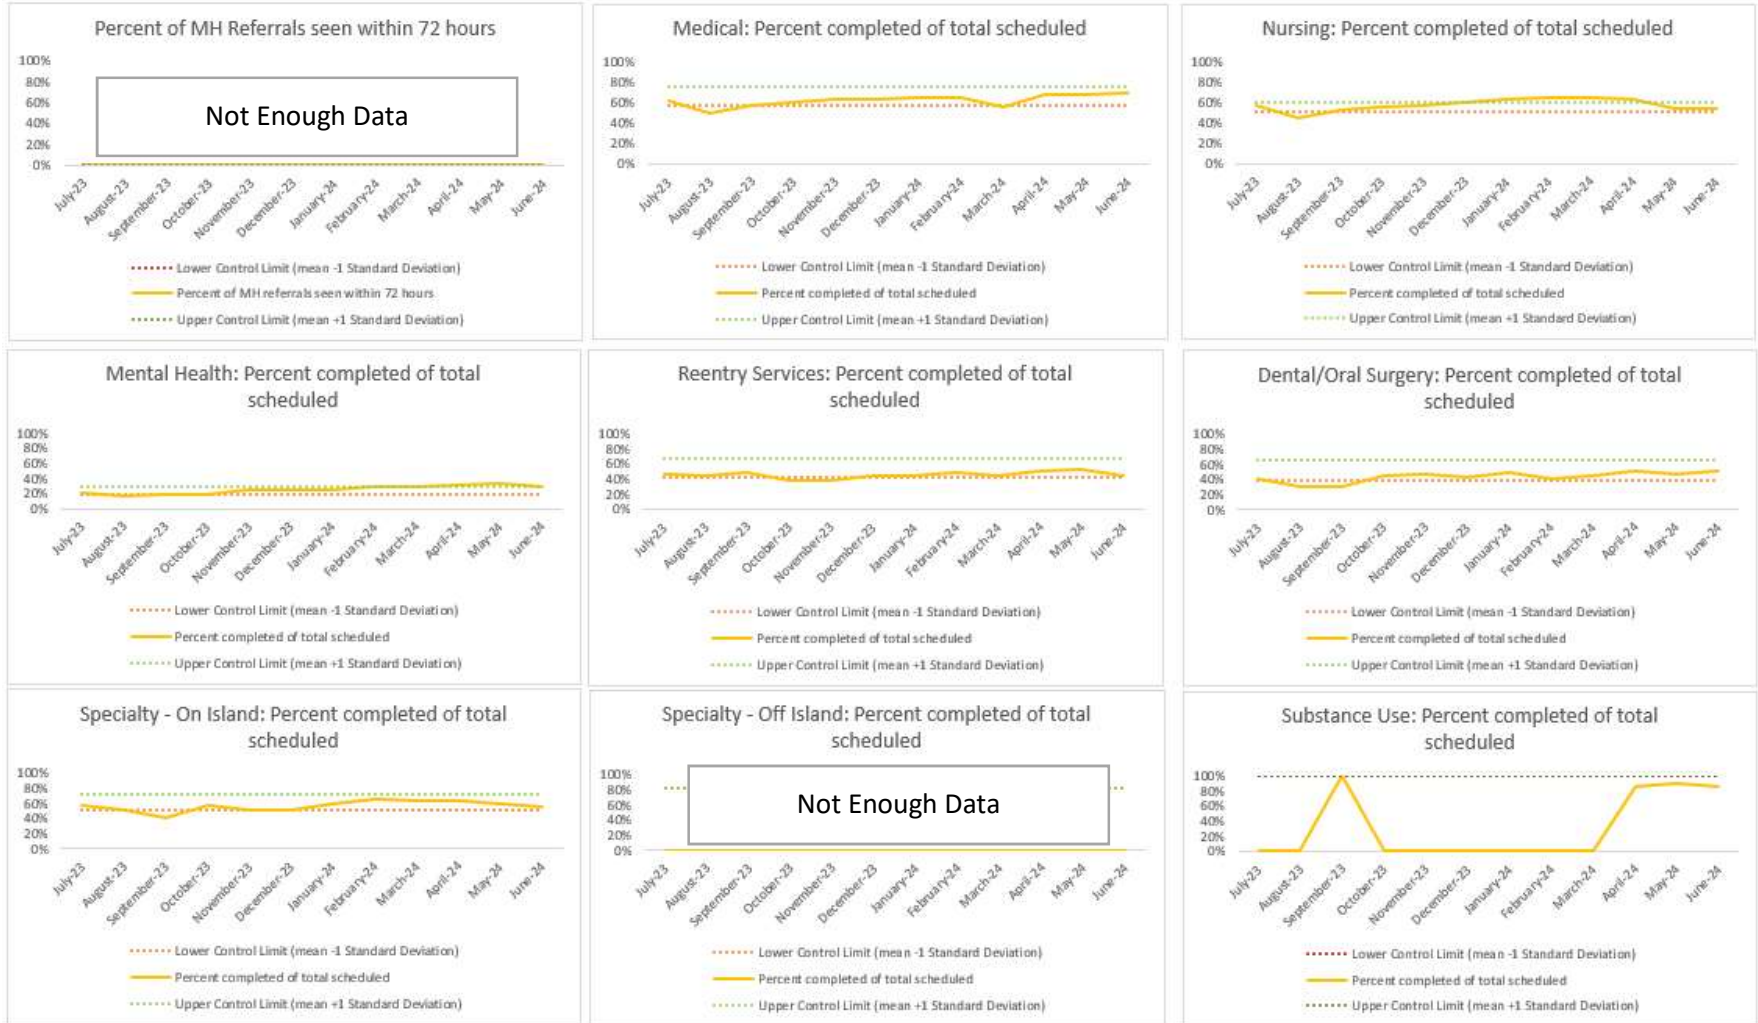 Percent of MH Referrals seen within 72 hours
100%
80%
60%
40%
20%
0%
Not Enough Data
July-23
August-23
September-23
October-23
November-23
December-23
January-24
February-24
March-24
April-24
May-24
June-24
Lower Control Limit (mean -1 Standard Deviation)
Percent of MH referrals seen within 72 hours
Upper Control Limit (mean +1 Standard Deviation)
Medical: Percent completed of total scheduled
100%
80%
60%
40%
20%
0%
July-23
August-23
September-23
October-23
November-23
December-23
January-24
February-24
March-24
April-24
May-24
June-24
Lower Control Limit (mean -1 Standard Deviation)
Percent completed of total scheduled
Upper Control Limit (mean +1 Standard Deviation)
Nursing: Percent completed of total scheduled
100%
80%
60%
40%
20%
0%
July-23
August-23
September-23
October-23
November-23
December-23
January-24
February-24
March-24
April-24
May-24
June-24
Lower Control Limit (mean -1 Standard Deviation)
Percent completed of total scheduled
Upper Control Limit (mean +1 Standard Deviation)
Mental Health: Percent completed of total
scheduled
100%
80%
60%
40%
20%
0%
July-23
August-23
September-23
October-23
November-23
December-23
January-24
February-24
March-24
April-24
May-24
June-24
Lower Control Limit (mean -1 Standard Deviation)
Percent completed of total scheduled
Upper Control Limit (mean +1 Standard Deviation)
Reentry Services: Percent completed of total
scheduled
100%
80%
60%
40%
20%
0%
July-23
August-23
September-23
October-23
November-23
December-23
January-24
February-24
March-24
April-24
May-24
June-24
Lower Control Limit (mean -1 Standard Deviation)
Percent completed of total scheduled
Upper Control Limit (mean +1 Standard Deviation)
Dental/Oral Surgery: Percent completed of total
scheduled
100%
80%
60%
40%
20%
0%
July-23
August-23
September-23
October-23
November-23
December-23
January-24
February-24
March-24
April-24
May-24
June-24
Lower Control Limit (mean -1 Standard Deviation)
Percent completed of total scheduled
Upper Control Limit (mean +1 Standard Deviation)
Specialty - On Island: Percent completed of total
scheduled
100%
80%
60%
40%
20%
0%
July-23
August-23
September-23
October-23
November-23
December-23
January-24
February-24
March-24
April-24
May-24
June-24
Lower Control Limit (mean -1 Standard Deviation)
Percent completed of total scheduled
Upper Control Limit (mean +1 Standard Deviation)
Specialty - Off Island: Percent completed of total
scheduled
100%
80%
60%
40%
20%
0%
Not Enough Data
July-23
August-23
September-23
October-23
November-23
December-23
January-24
February-24
March-24
April-24
May-24
June-24
Lower Control Limit (mean -1 Standard Deviation)
Percent completed of total scheduled
Upper Control Limit (mean +1 Standard Deviation)
Substance Use: Percent completed of total
scheduled
100%
80%
60%
40%
20%
0%
July-23
August-23
September-23
October-23
November-23
December-23
January-24
February-24
March-24
April-24
May-24
June-24
Lower Control Limit (mean -1 Standard Deviation)
Percent completed of total scheduled
Upper Control Limit (mean +1 Standard Deviation)